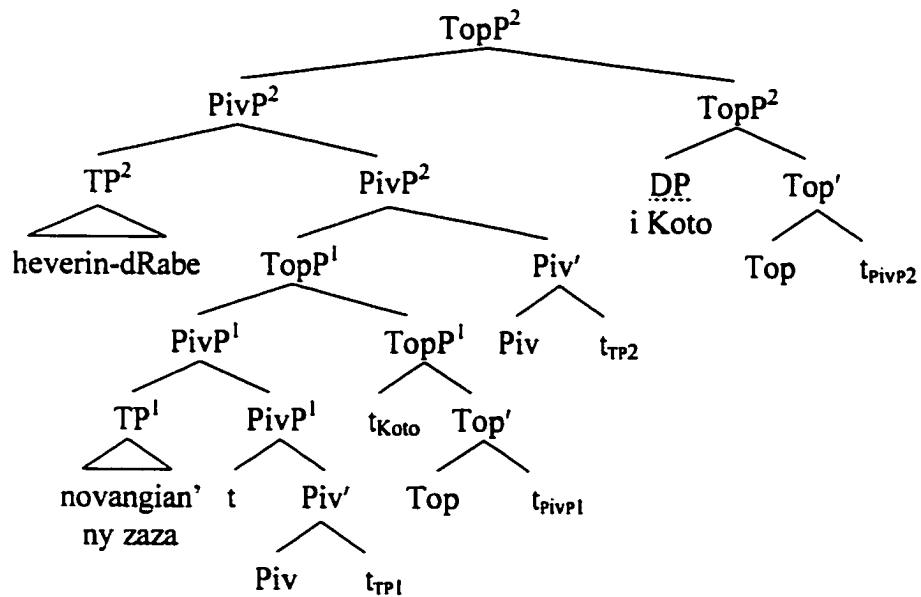 TopP²
PivP² TopP²
TP² PivP² DP Top′
heverin-dRabe TopP¹ Piv′ i Koto Top t_PivP2
PivP¹ TopP¹ Piv t_TP2
TP¹ PivP¹ t_Koto Top′
novangian’ t Piv′ Top t_PivP1
ny zaza
Piv t_TP1